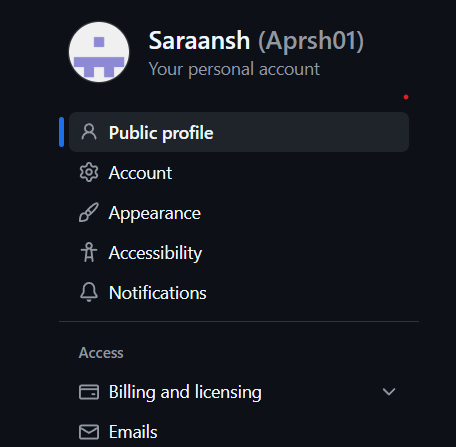 Saraansh (Aprsh01)
Your personal account
Public profile
Account
Appearance
Accessibility
Notifications
Access
Billing and licensing
Emails